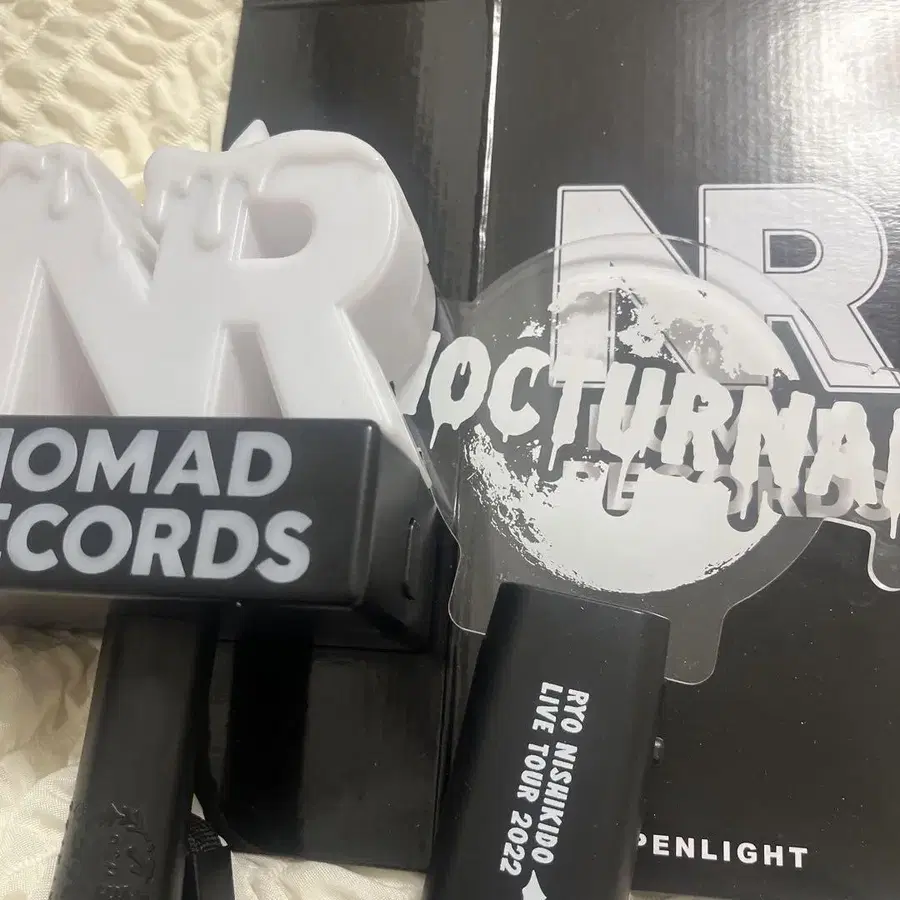 NR
NOMAD
RECORDS
NR
RECORDS
NOCTURNAL
RYO NISHIKIDO
LIVE TOUR 2022
PENLIGHT